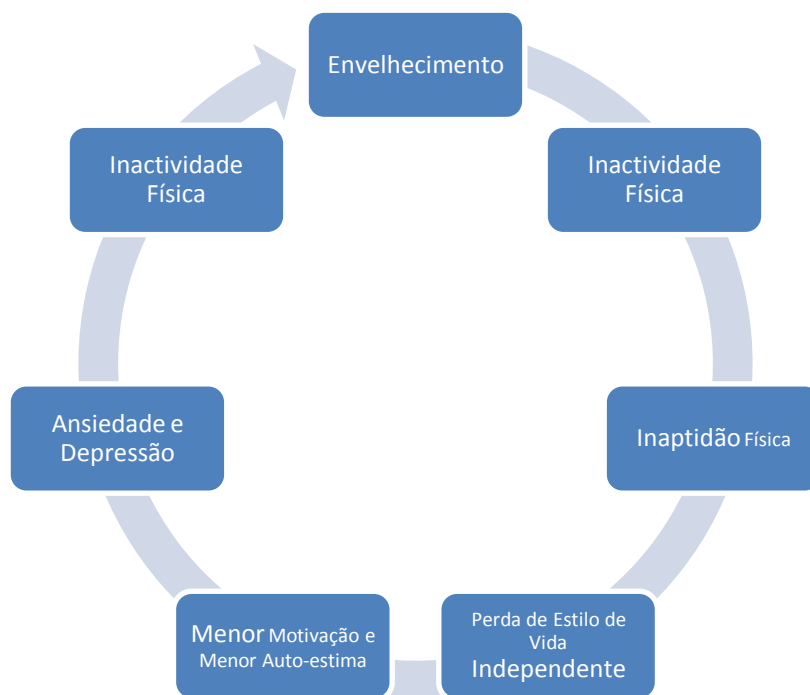 Envelhecimento
Inactividade
Física
Inaptidão Física
Perda de Estilo de
Vida
Independente
Menor Motivação e
Menor Auto-estima
Ansiedade e
Depressão
Inactividade
Física